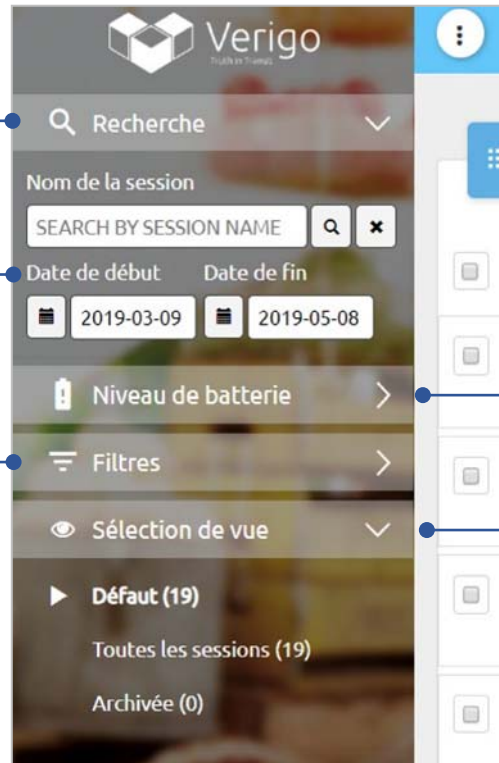 Verigo
Truth in Transit
Recherche
Nom de la session
SEARCH BY SESSION NAME
Date de début Date de fin
2019-03-09 2019-05-08
Niveau de batterie
Filtres
Sélection de vue
Défaut (19)
Toutes les sessions (19)
Archivée (0)